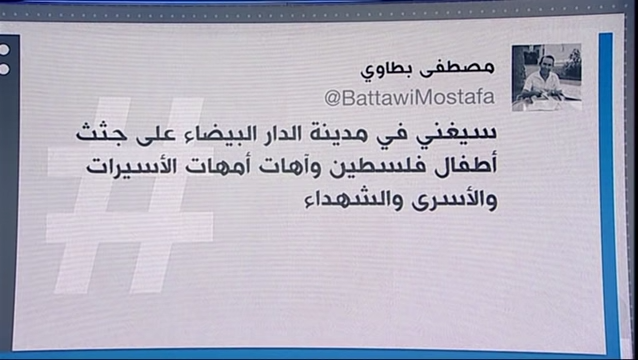 مصطفى بطاوي
@BattawiMostafa
سيغني في مدينة الدار البيضاء على جثث
أطفال فلسطين وآهات أمهات الأسيرات
والأسرى والشهداء